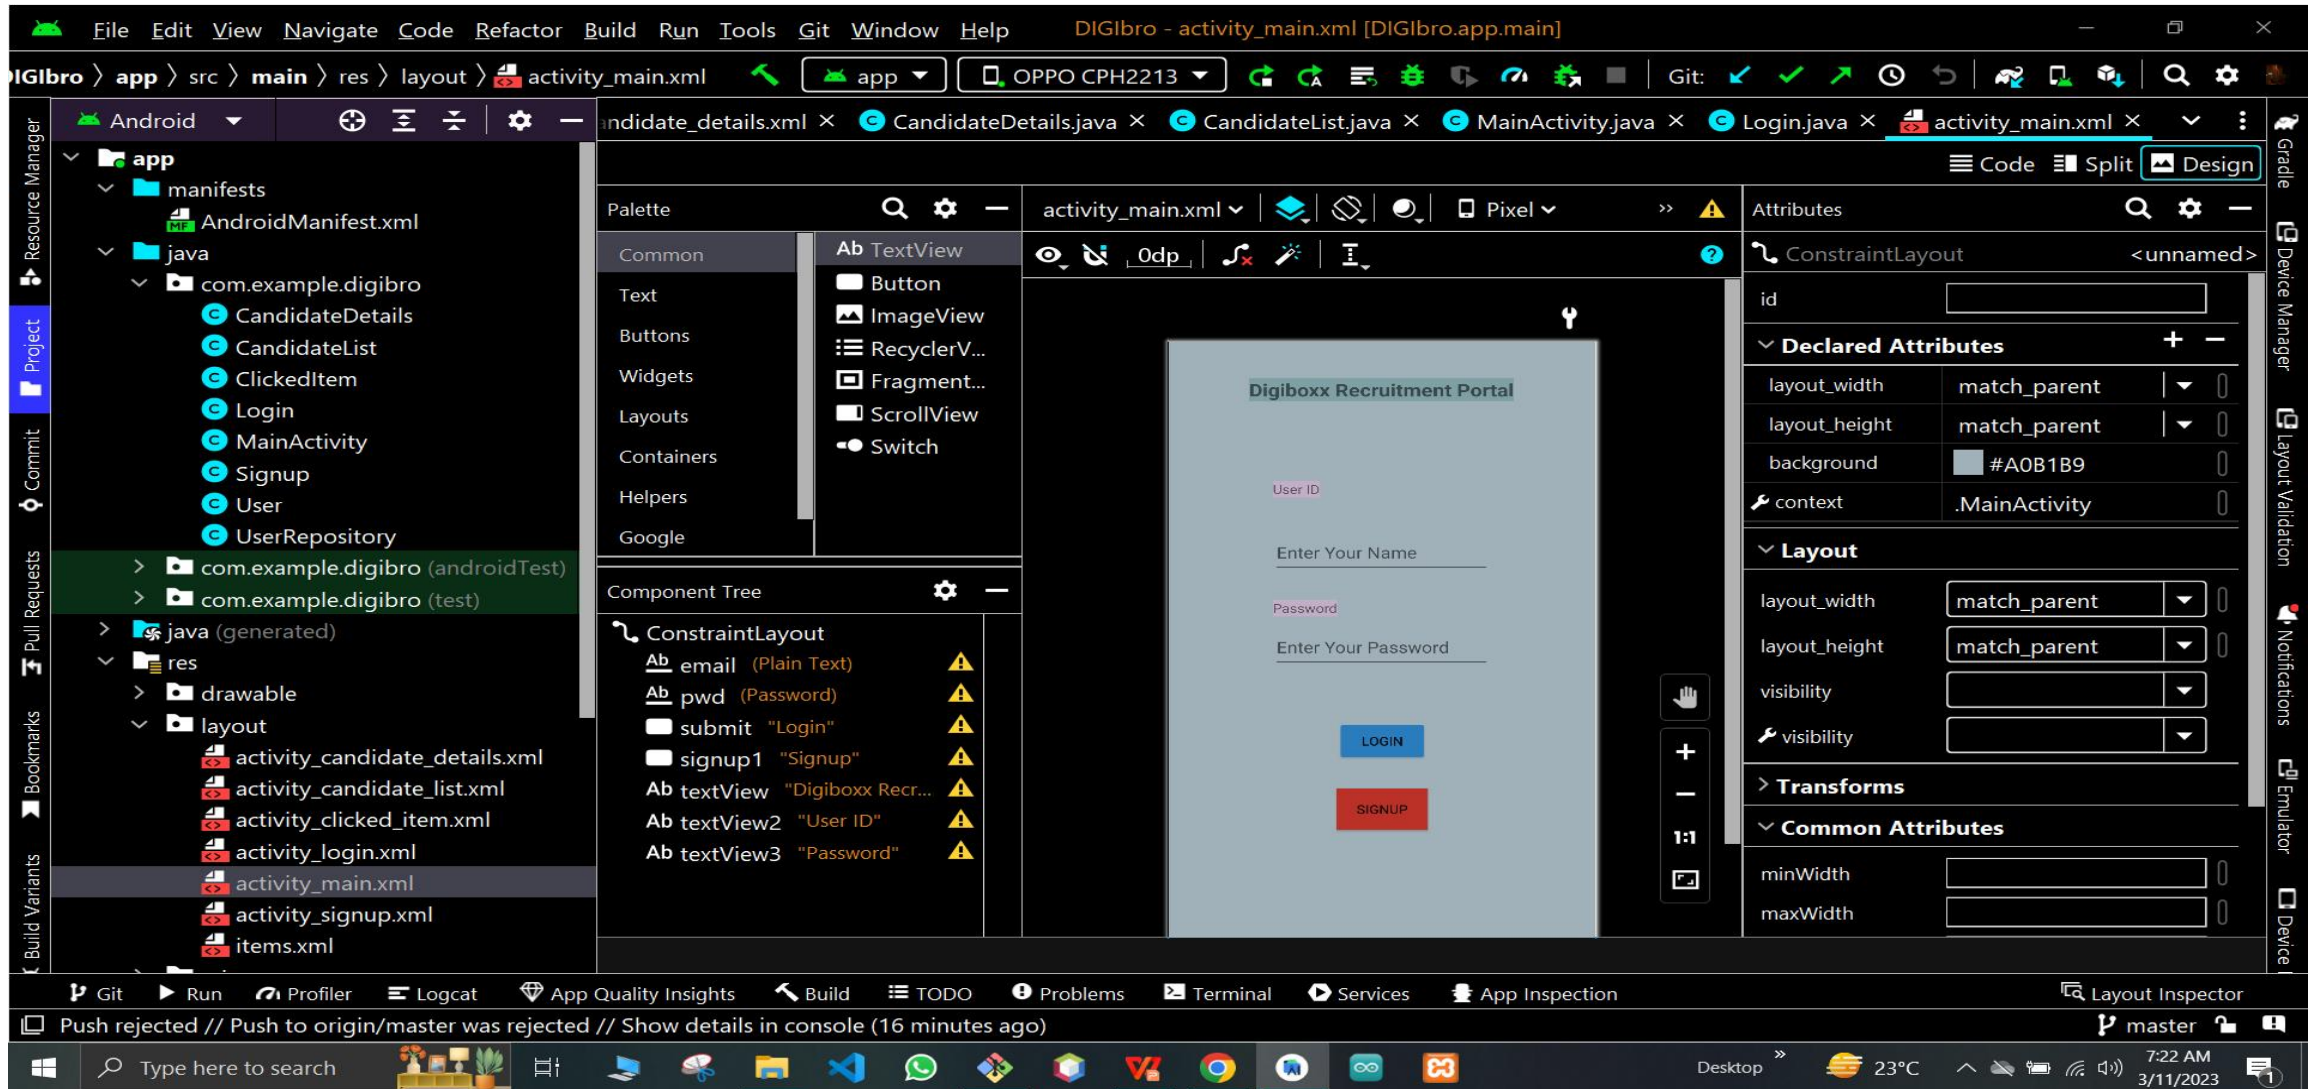 File Edit View Navigate Code Refactor Build Run Tools Git Window Help DIGIbro - activity_main.xml [DIGIbro.app.main]
IGIbro > app > src > main > res > layout > activity_main.xml app OPPO CPH2213 Git:
Android
ndidate_details.xml CandidateDetails.java CandidateList.java MainActivity.java Login.java activity_main.xml
Code Split Design
Resource Manager
Project
Commit
Pull Requests
Bookmarks
Build Variants
app
manifests
AndroidManifest.xml
java
com.example.digibro
CandidateDetails
CandidateList
ClickedItem
Login
MainActivity
Signup
User
UserRepository
com.example.digibro (androidTest)
com.example.digibro (test)
java (generated)
res
drawable
layout
activity_candidate_details.xml
activity_candidate_list.xml
activity_clicked_item.xml
activity_login.xml
activity_main.xml
activity_signup.xml
items.xml
Palette
Common
Text
Buttons
Widgets
Layouts
Containers
Helpers
Google
Ab TextView
Button
ImageView
RecyclerV...
Fragment...
ScrollView
Switch
Component Tree
ConstraintLayout
Ab email (Plain Text)
Ab pwd (Password)
submit "Login"
signup1 "Signup"
Ab textView "Digiboxx Recr...
Ab textView2 "User ID"
Ab textView3 "Password"
activity_main.xml Pixel >>
0dp
Digiboxx Recruitment Portal
User ID
Enter Your Name
Password
Enter Your Password
LOGIN
SIGNUP
1:1
Attributes
ConstraintLayout <unnamed>
id
Declared Attributes
layout_width match_parent
layout_height match_parent
background #A0B1B9
context .MainActivity
Layout
layout_width match_parent
layout_height match_parent
visibility
visibility
Transforms
Common Attributes
minWidth
maxWidth
Gradle
Device Manager
Layout Validation
Notifications
Emulator
Device
Git Run Profiler Logcat App Quality Insights Build TODO Problems Terminal Services App Inspection Layout Inspector
Push rejected // Push to origin/master was rejected // Show details in console (16 minutes ago) master
Type here to search Desktop 23°C 7:22 AM
3/11/2023